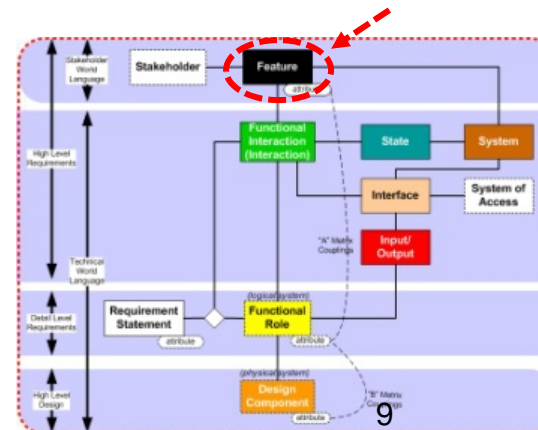 Stakeholder
World
Language
Stakeholder
Feature
attribute
High Level
Requirements
Technical
World
Language
Functional
Interaction
(Interaction)
State
System
Interface
System of
Access
"A" Matrix
Couplings
Input/
Output
Detail Level
Requirements
Requirement
Statement
attribute
(logical system)
Functional
Role
attribute
High Level
Design
(physical system)
Design
Component
attribute
"B" Matrix
Couplings
9